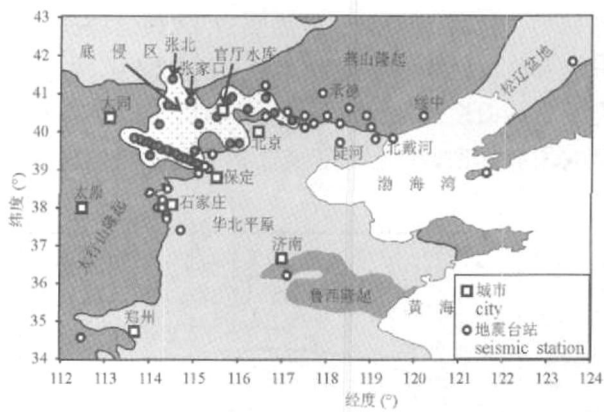 43
42
41
40
39
38
37
36
35
34
纬度 (°)
底侵区
张北
张家口
官厅水库
燕山隆起
松辽盆地
大同
承德
绥中
北京
陡河
北戴河
渤海湾
保定
太原
石家庄
太行山隆起
华北平原
济南
鲁西隆起
黄海
郑州
城市
city
地震台站
seismic station
112 113 114 115 116 117 118 119 120 121 122 123 124
经度 (°)